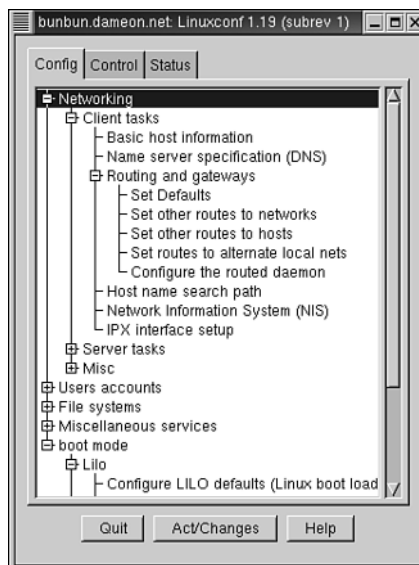 bunbun.dameon.net: Linuxconf 1.19 (subrev 1)
Config Control Status
Networking
Client tasks
Basic host information
Name server specification (DNS)
Routing and gateways
Set Defaults
Set other routes to networks
Set other routes to hosts
Set routes to alternate local nets
Configure the routed daemon
Host name search path
Network Information System (NIS)
IPX interface setup
Server tasks
Misc
Users accounts
File systems
Miscellaneous services
boot mode
Lilo
Configure LILO defaults (Linux boot load
Quit Act/Changes Help